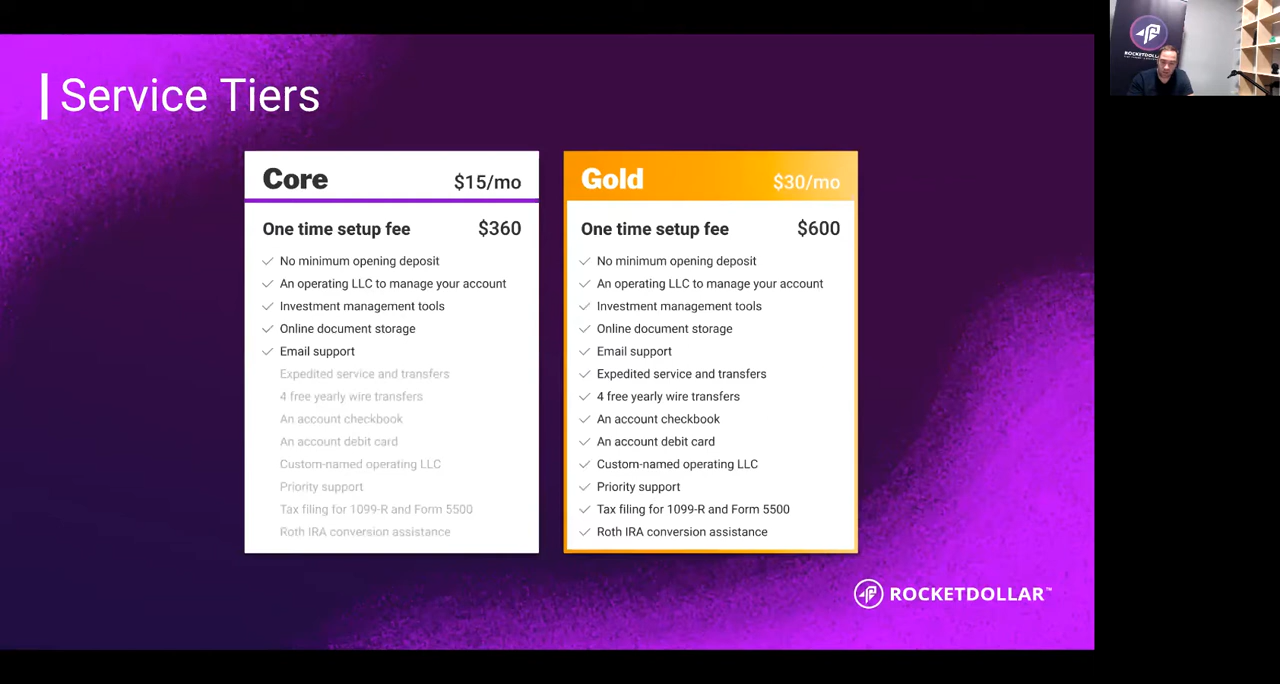 Service Tiers
Core $15/mo
One time setup fee $360
No minimum opening deposit
An operating LLC to manage your account
Investment management tools
Online document storage
Email support
Expedited service and transfers
4 free yearly wire transfers
An account checkbook
An account debit card
Custom-named operating LLC
Priority support
Tax filing for 1099-R and Form 5500
Roth IRA conversion assistance
Gold $30/mo
One time setup fee $600
No minimum opening deposit
An operating LLC to manage your account
Investment management tools
Online document storage
Email support
Expedited service and transfers
4 free yearly wire transfers
An account checkbook
An account debit card
Custom-named operating LLC
Priority support
Tax filing for 1099-R and Form 5500
Roth IRA conversion assistance
ROCKETDOLLAR™
ROCKETDOLLA